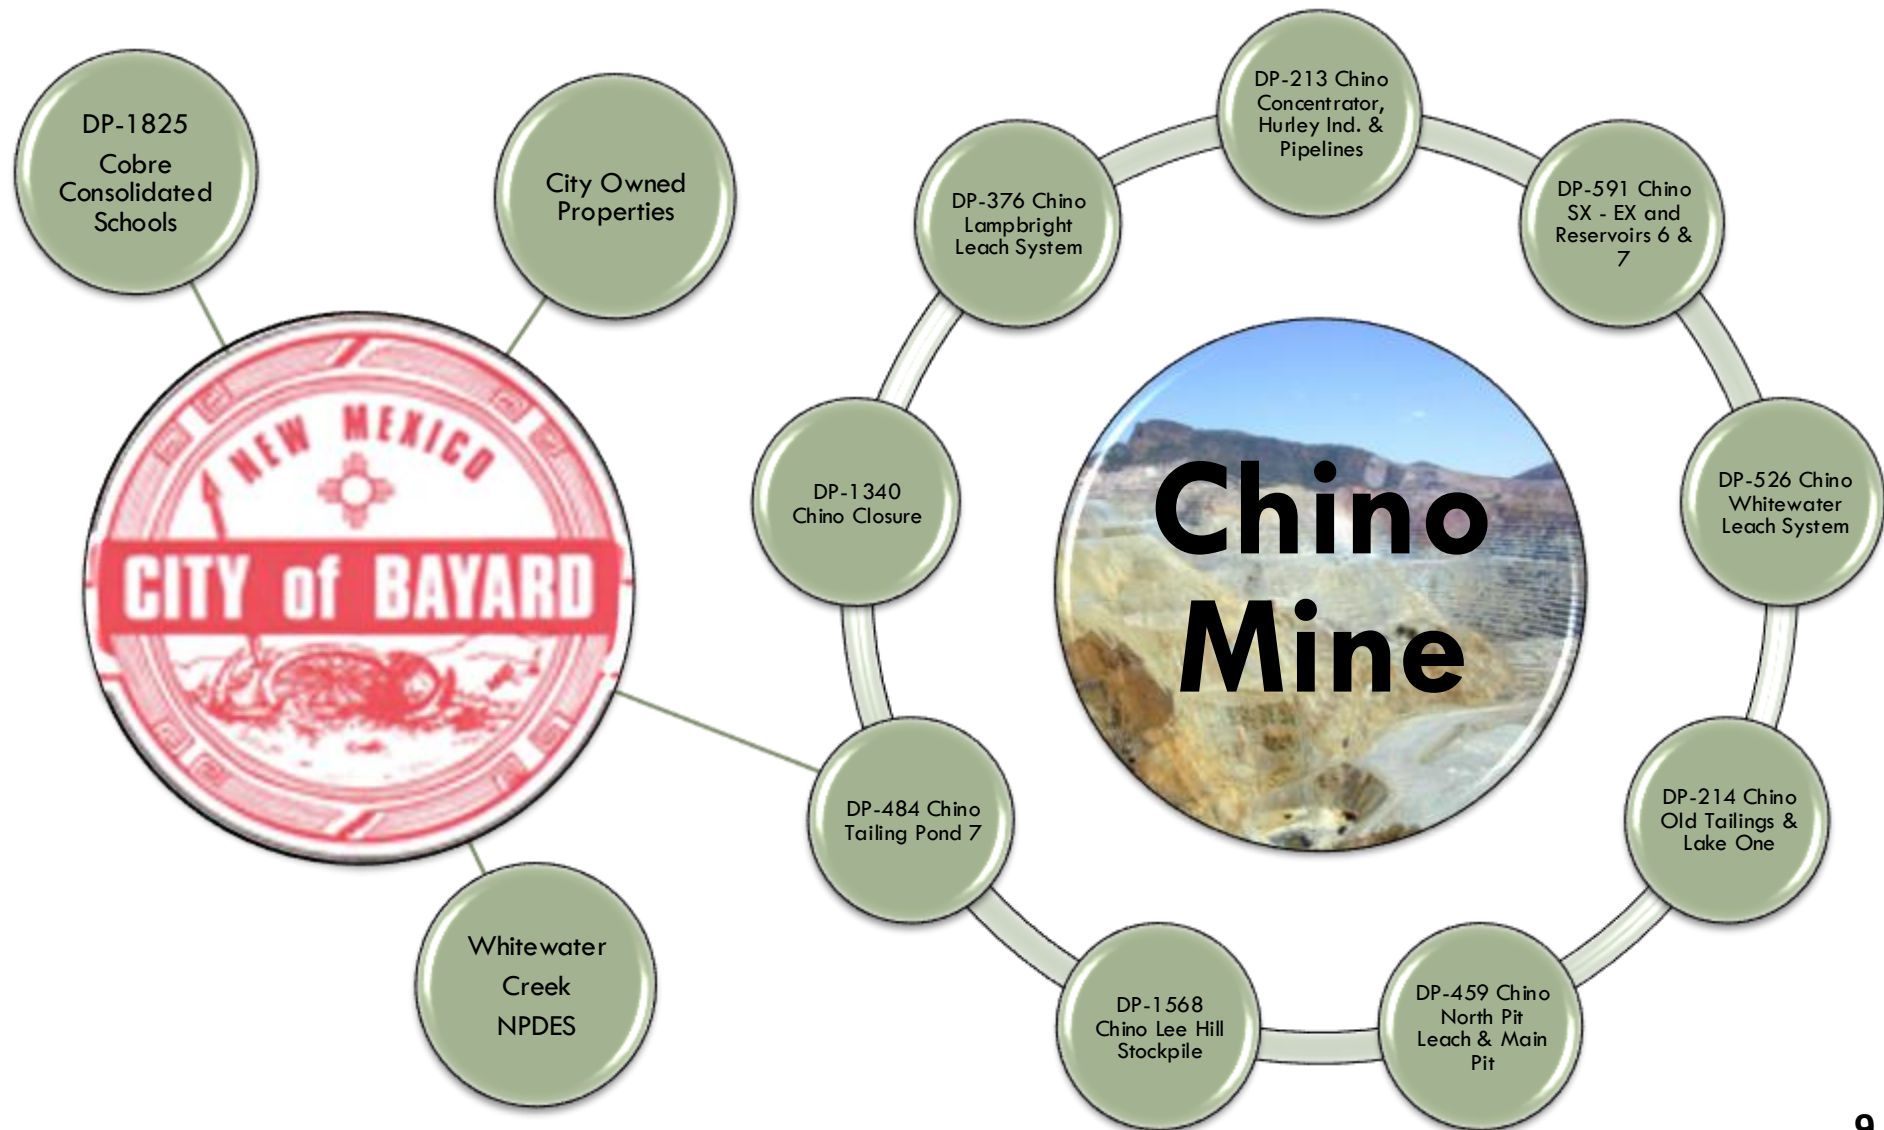 DP-1825
Cobre
Consolidated
Schools
City Owned
Properties
NEW MEXICO
CITY of BAYARD
Whitewater
Creek
NPDES
DP-213 Chino
Concentrator,
Hurley Ind. &
Pipelines
DP-591 Chino
SX - EX and
Reservoirs 6 &
7
DP-526 Chino
Whitewater
Leach System
DP-214 Chino
Old Tailings &
Lake One
DP-459 Chino
North Pit
Leach & Main
Pit
DP-1568
Chino Lee Hill
Stockpile
DP-484 Chino
Tailing Pond 7
DP-1340
Chino Closure
DP-376 Chino
Lampbright
Leach System
Chino
Mine
9